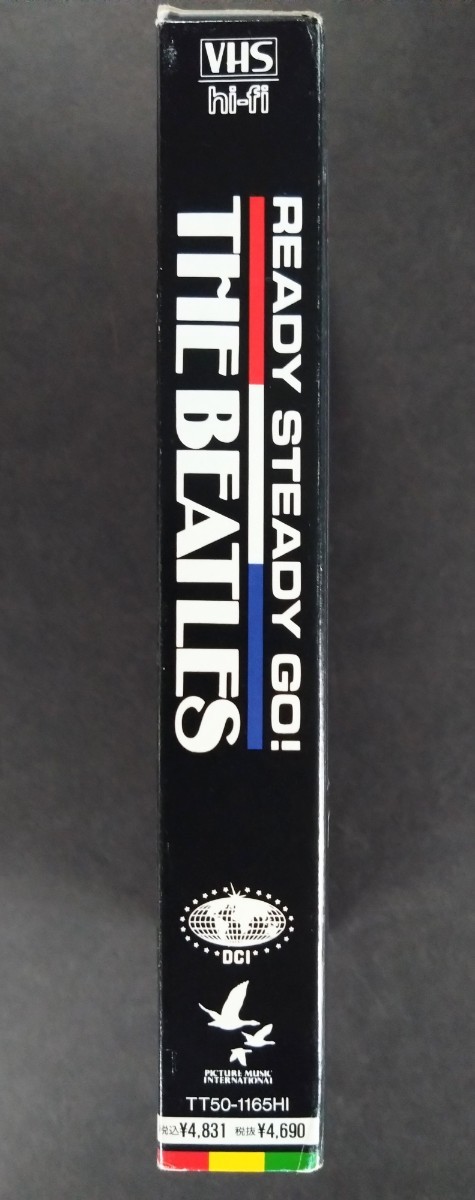 VHS
hi-fi
READY STEADY GO!
THE BEATLES
DCI
PICTURE MUSIC
INTERNATIONAL
TT50-1165HI
税込¥4,831 税抜¥4,690